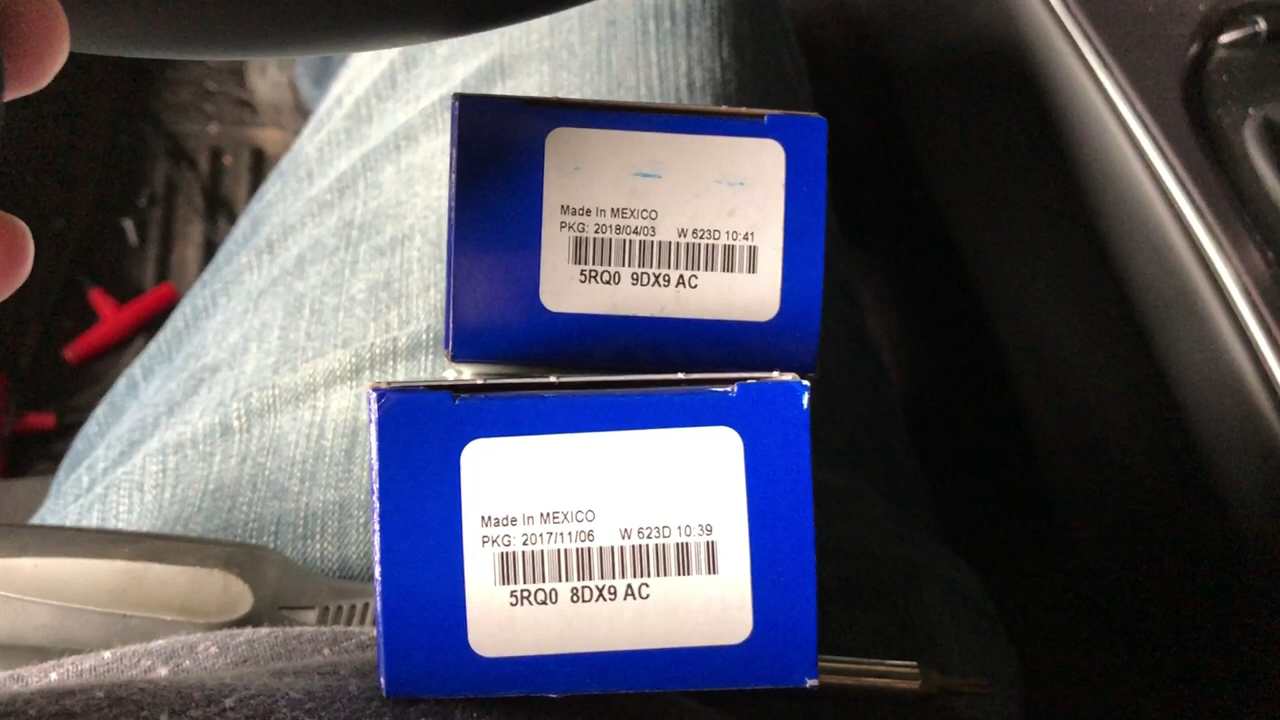 Made In MEXICO
PKG: 2018/04/03 W 623D 10:41
5RQ0 9DX9 AC
Made In MEXICO
PKG: 2017/11/06 W 623D 10:39
5RQ0 8DX9 AC